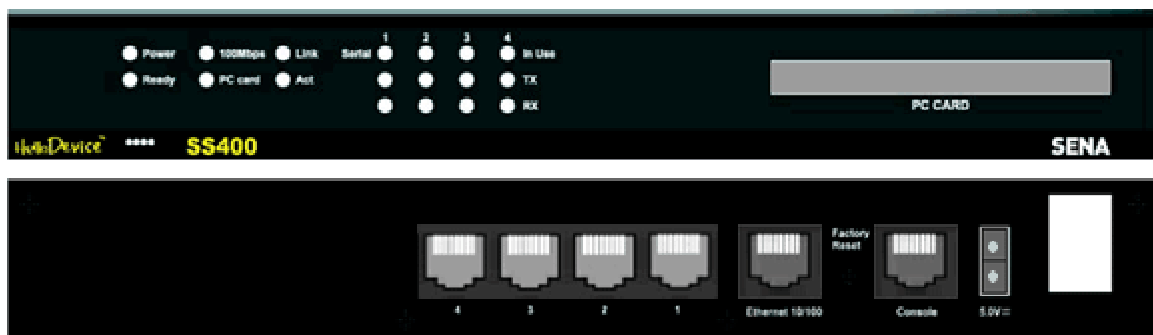 1 2 3 4
Power 100Mbps Link Serial In Use
Ready PC card Act TX
RX
PC CARD
HelloDevice™ SS400 SENA
Factory
Reset
4 3 2 1 Ethernet 10/100 Console 5.0V⎓